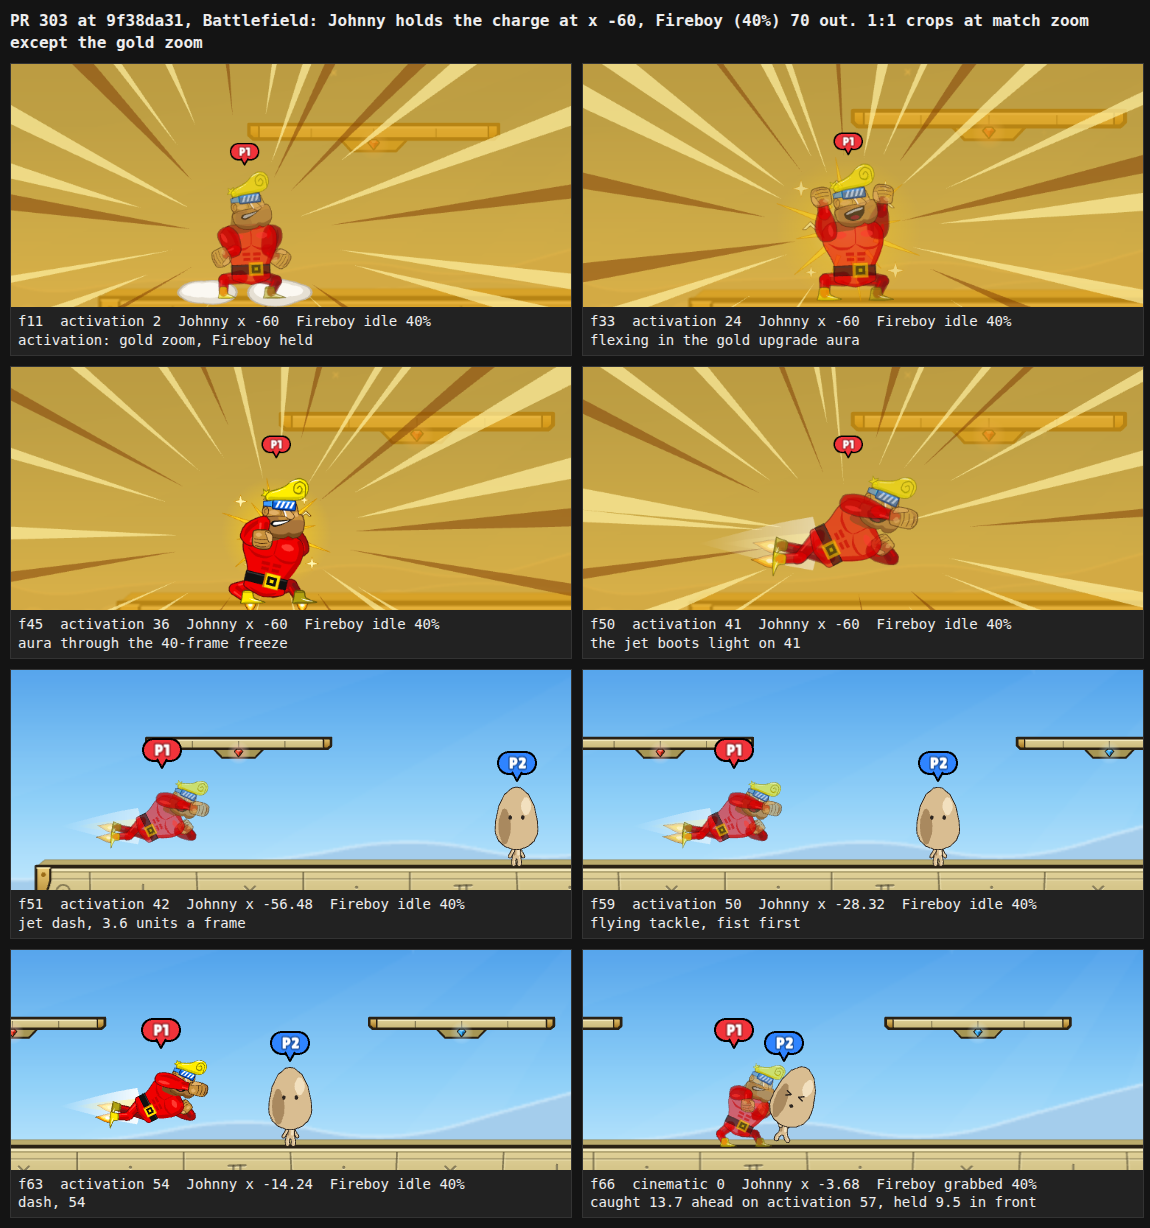 PR 303 at 9f38da31, Battlefield: Johnny holds the charge at x -60, Fireboy (40%) 70 out. 1:1 crops at match zoom
except the gold zoom
P1
P1
f11 activation 2 Johnny x -60 Fireboy idle 40%
activation: gold zoom, Fireboy held
f33 activation 24 Johnny x -60 Fireboy idle 40%
flexing in the gold upgrade aura
P1
P1
f45 activation 36 Johnny x -60 Fireboy idle 40%
aura through the 40-frame freeze
f50 activation 41 Johnny x -60 Fireboy idle 40%
the jet boots light on 41
P1
P2
P1
P2
f51 activation 42 Johnny x -56.48 Fireboy idle 40%
jet dash, 3.6 units a frame
f59 activation 50 Johnny x -28.32 Fireboy idle 40%
flying tackle, fist first
P1
P2
P1
P2
f63 activation 54 Johnny x -14.24 Fireboy idle 40%
dash, 54
f66 cinematic 0 Johnny x -3.68 Fireboy grabbed 40%
caught 13.7 ahead on activation 57, held 9.5 in front